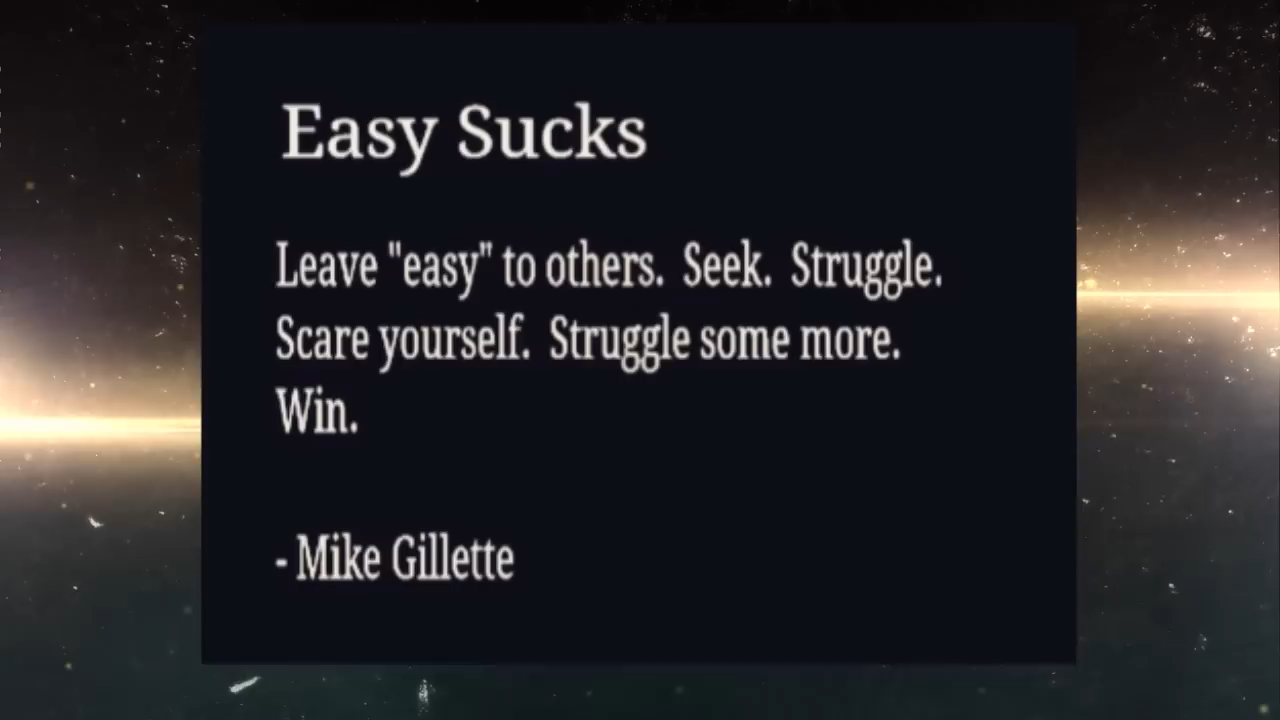 Easy Sucks
Leave "easy" to others.  Seek.  Struggle.
Scare yourself.  Struggle some more.
Win.
- Mike Gillette